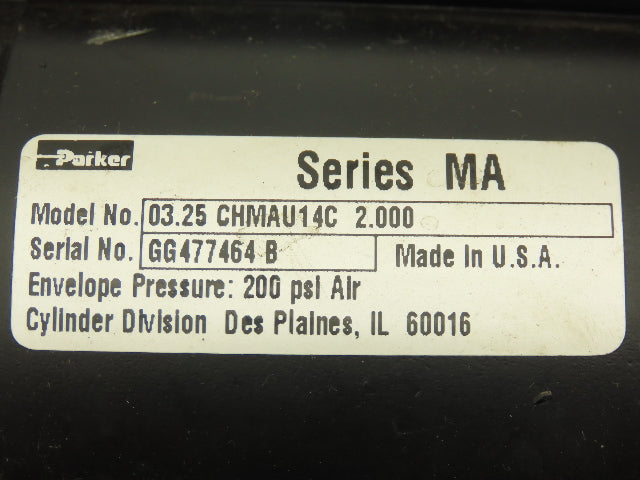 Parker
Series MA
Model No. 03.25 CHMAU14C 2.000
Serial No. GG477464 B Made In U.S.A.
Envelope Pressure: 200 psi Air
Cylinder Division Des Plaines, IL 60016